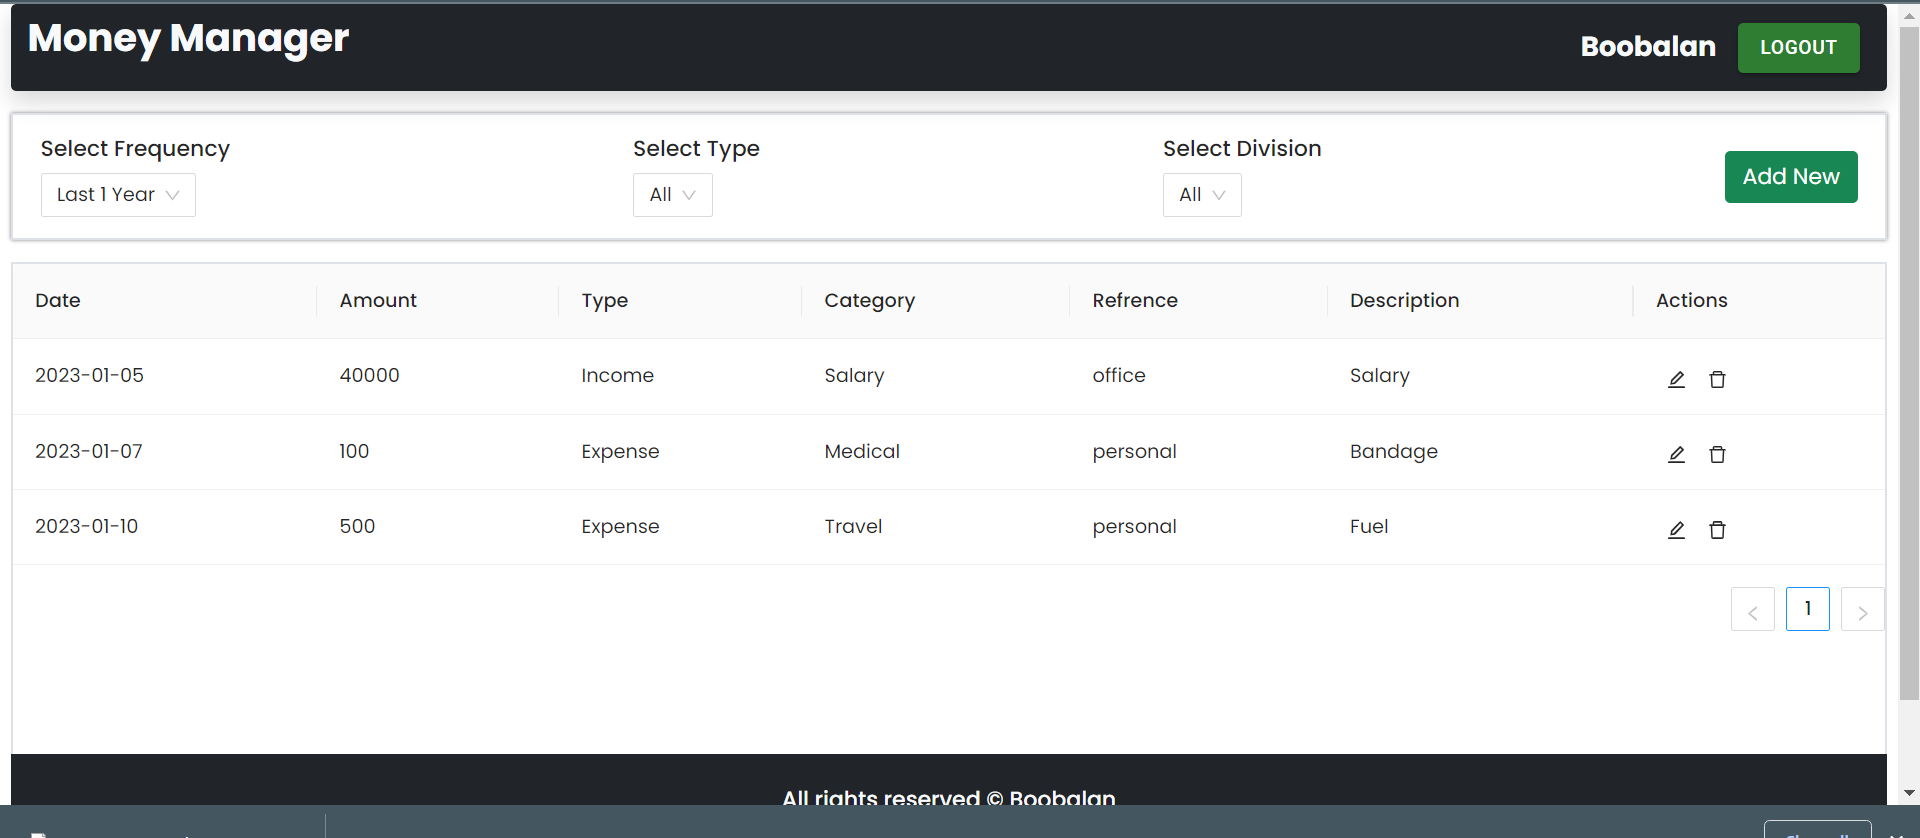 Money Manager
Boobalan LOGOUT
Select Frequency Select Type Select Division
Last 1 Year All All Add New
Date Amount Type Category Refrence Description Actions
2023-01-05 40000 Income Salary office Salary
2023-01-07 100 Expense Medical personal Bandage
2023-01-10 500 Expense Travel personal Fuel
< 1 >
All rights reserved © Boobalan